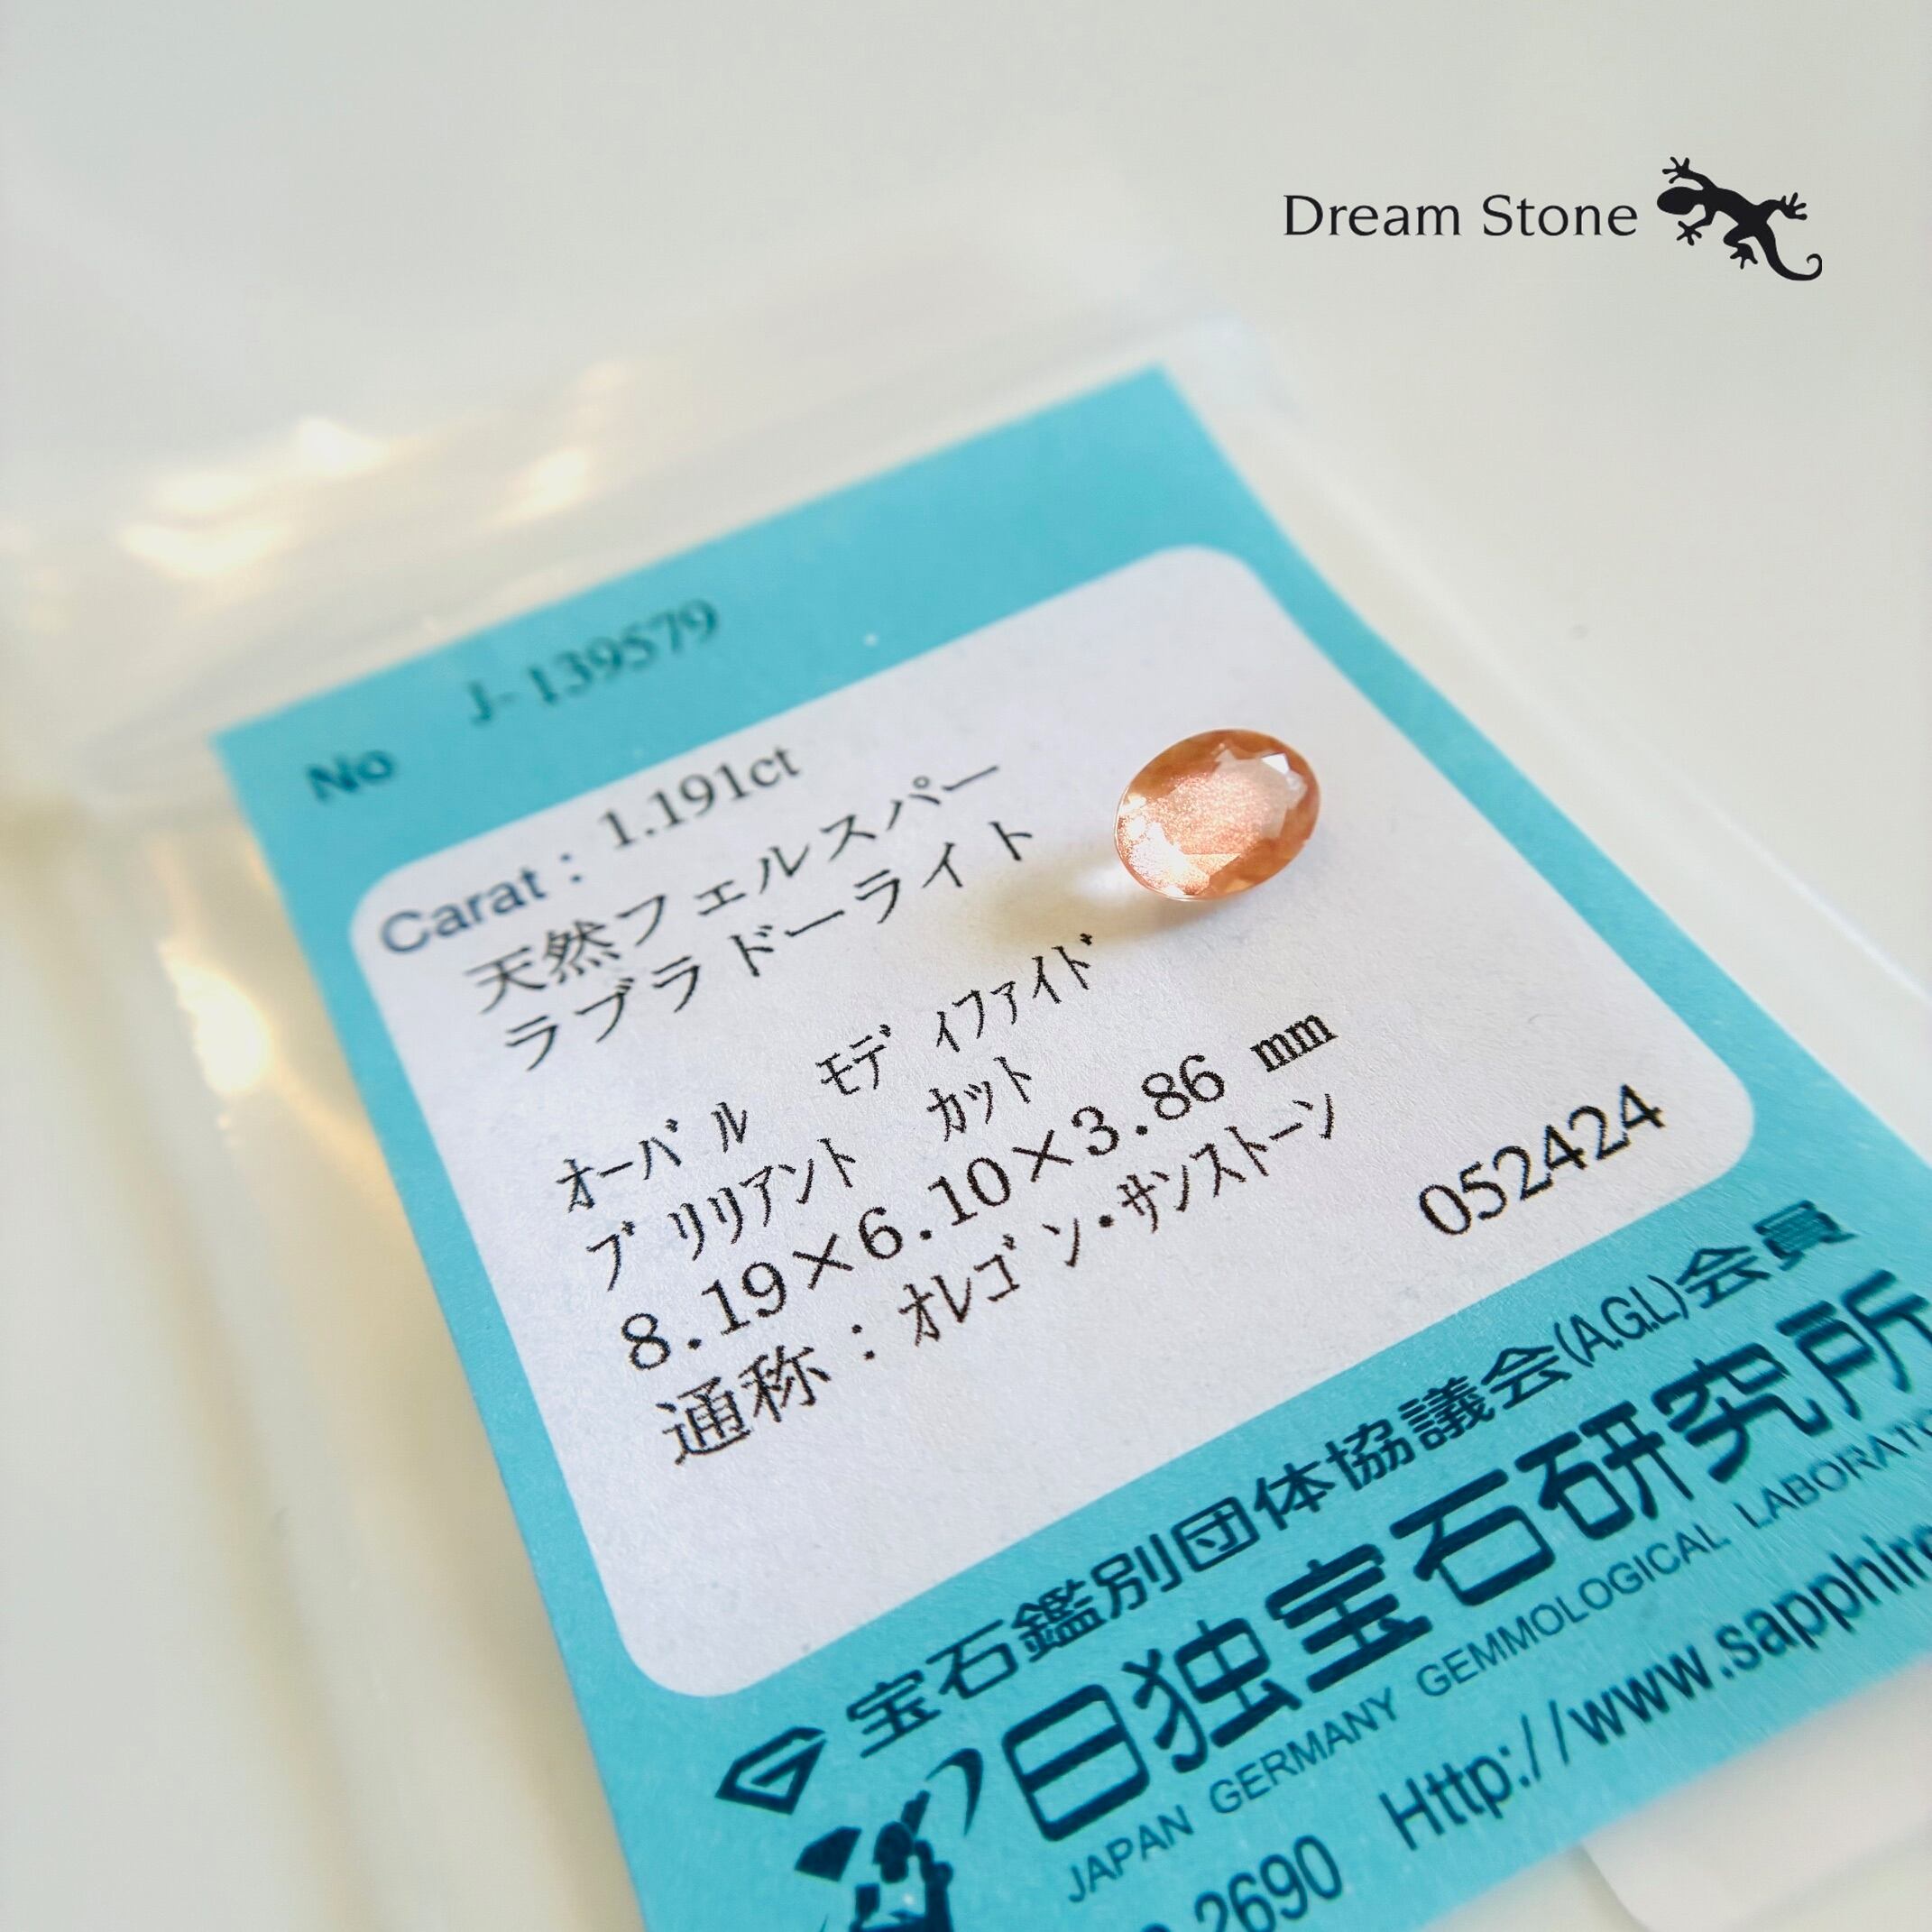 Dream Stone
No J-139579
Carat : 1.191ct
天然フェルスパー
ラブラドーライト
ｵｰﾊﾞﾙ ﾓﾃﾞｨﾌｧｲﾄﾞ
ﾌﾞﾘﾘｱﾝﾄ ｶｯﾄ
8.19×6.10×3.86 mm
通称：ｵﾚｺﾞﾝ･ｻﾝｽﾄｰﾝ
052424
宝石鑑別団体協議会(A.G.L)会員
日独宝石研究所
JAPAN GERMANY GEMMOLOGICAL
2690 Http://www.sapphire